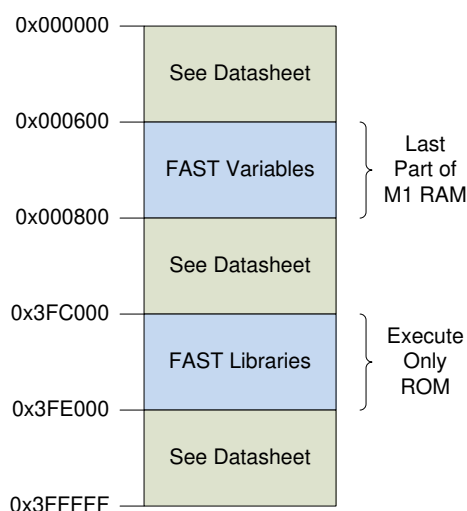 0x000000
See Datasheet
0x000600
FAST Variables
Last
Part of
M1 RAM
0x000800
See Datasheet
0x3FC000
FAST Libraries
Execute
Only
ROM
0x3FE000
See Datasheet
0x3FFFFF